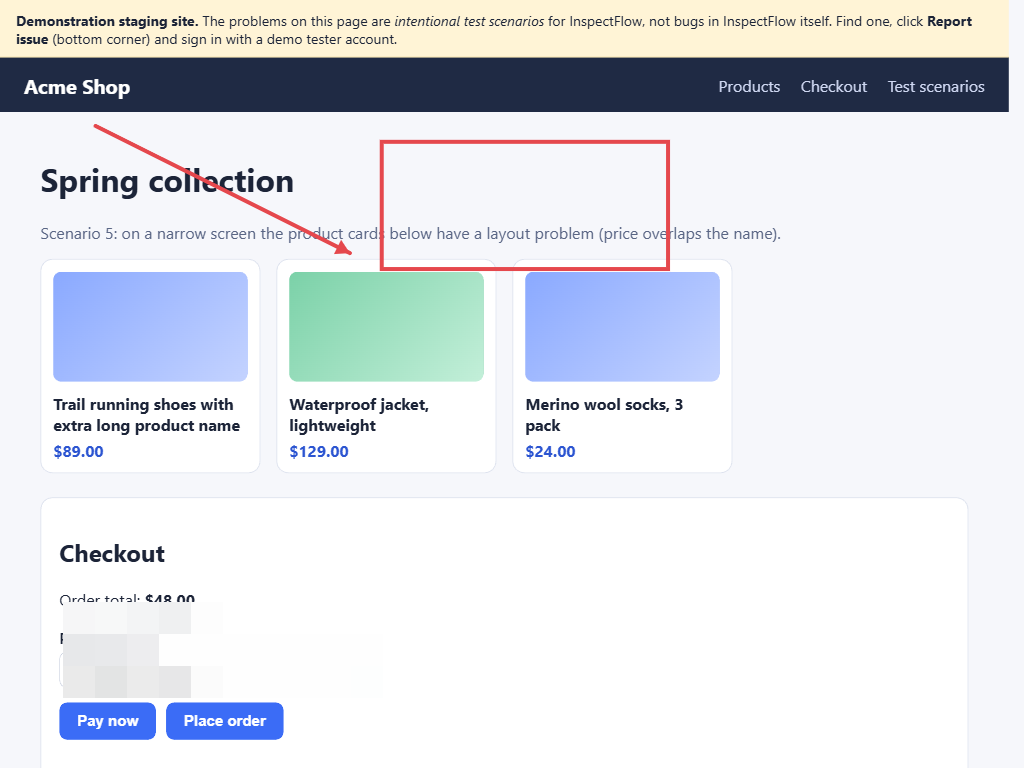 Demonstration staging site. The problems on this page are intentional test scenarios for InspectFlow, not bugs in InspectFlow itself. Find one, click Report
issue (bottom corner) and sign in with a demo tester account.
Acme Shop
Products
Checkout
Test scenarios
Spring collection
Scenario 5: on a narrow screen the product cards below have a layout problem (price overlaps the name).
Trail running shoes with
extra long product name
$89.00
Waterproof jacket,
lightweight
$129.00
Merino wool socks, 3
pack
$24.00
Checkout
Order total: $48.00
Pay now
Place order